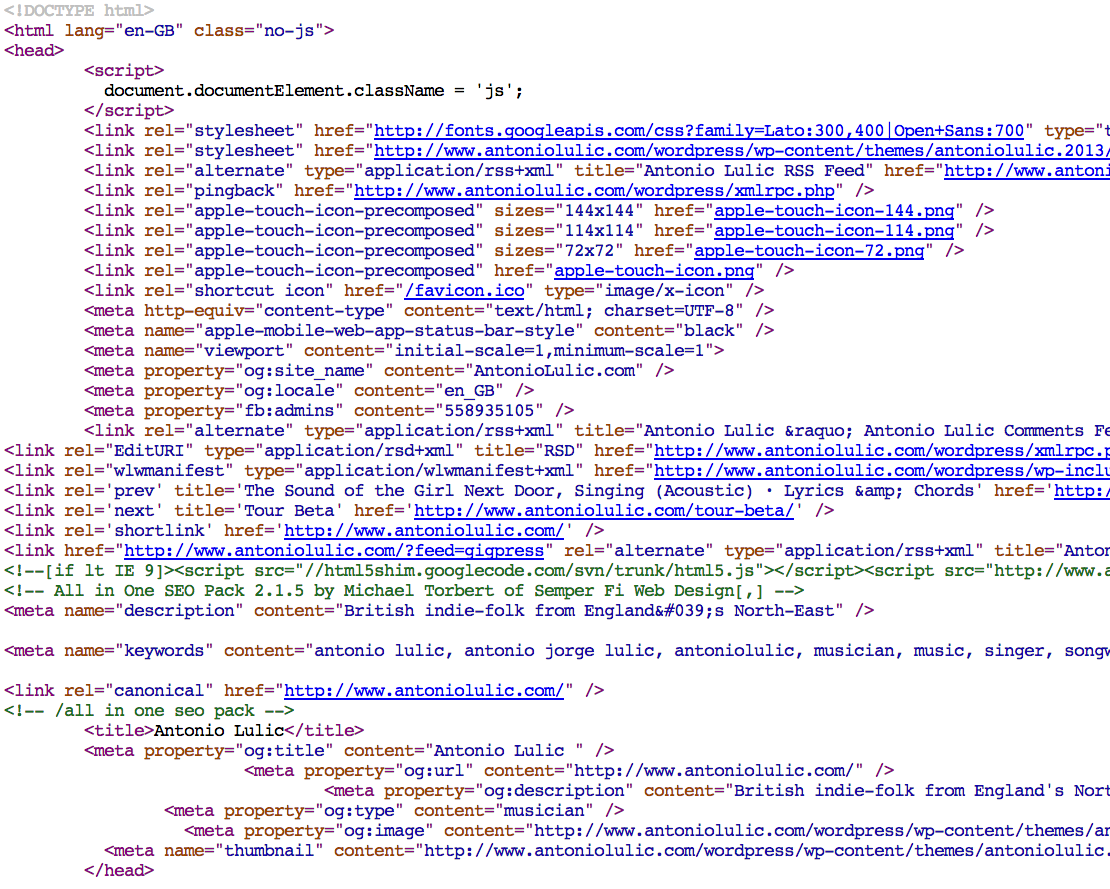 <!DOCTYPE html>
<html lang="en-GB" class="no-js">
<head>
<script>
document.documentElement.className = 'js';
</script>
<link rel="stylesheet" href="http://fonts.googleapis.com/css?family=Lato:300,400|Open+Sans:700" type="t
<link rel="stylesheet" href="http://www.antoniolulic.com/wordpress/wp-content/themes/antoniolulic.2013/
<link rel="alternate" type="application/rss+xml" title="Antonio Lulic RSS Feed" href="http://www.antoni
<link rel="pingback" href="http://www.antoniolulic.com/wordpress/xmlrpc.php" />
<link rel="apple-touch-icon-precomposed" sizes="144x144" href="apple-touch-icon-144.png" />
<link rel="apple-touch-icon-precomposed" sizes="114x114" href="apple-touch-icon-114.png" />
<link rel="apple-touch-icon-precomposed" sizes="72x72" href="apple-touch-icon-72.png" />
<link rel="apple-touch-icon-precomposed" href="apple-touch-icon.png" />
<link rel="shortcut icon" href="/favicon.ico" type="image/x-icon" />
<meta http-equiv="content-type" content="text/html; charset=UTF-8" />
<meta name="apple-mobile-web-app-status-bar-style" content="black" />
<meta name="viewport" content="initial-scale=1,minimum-scale=1">
<meta property="og:site_name" content="AntonioLulic.com" />
<meta property="og:locale" content="en_GB" />
<meta property="fb:admins" content="558935105" />
<link rel="alternate" type="application/rss+xml" title="Antonio Lulic &raquo; Antonio Lulic Comments Fe
<link rel="EditURI" type="application/rsd+xml" title="RSD" href="http://www.antoniolulic.com/wordpress/xmlrpc.p
<link rel="wlwmanifest" type="application/wlwmanifest+xml" href="http://www.antoniolulic.com/wordpress/wp-inclu
<link rel='prev' title='The Sound of the Girl Next Door, Singing (Acoustic) · Lyrics &amp; Chords' href='http:/
<link rel='next' title='Tour Beta' href='http://www.antoniolulic.com/tour-beta/' />
<link rel='shortlink' href='http://www.antoniolulic.com/' />
<link href="http://www.antoniolulic.com/?feed=gigpress" rel="alternate" type="application/rss+xml" title="Anton
<!--[if lt IE 9]><script src="//html5shim.googlecode.com/svn/trunk/html5.js"></script><script src="http://www.a
<!-- All in One SEO Pack 2.1.5 by Michael Torbert of Semper Fi Web Design[,] -->
<meta name="description" content="British indie-folk from England&#039;s North-East" />
<meta name="keywords" content="antonio lulic, antonio jorge lulic, antoniolulic, musician, music, singer, songw
<link rel="canonical" href="http://www.antoniolulic.com/" />
<!-- /all in one seo pack -->
<title>Antonio Lulic</title>
<meta property="og:title" content="Antonio Lulic " />
<meta property="og:url" content="http://www.antoniolulic.com/" />
<meta property="og:description" content="British indie-folk from England's Nort
<meta property="og:type" content="musician" />
<meta property="og:image" content="http://www.antoniolulic.com/wordpress/wp-content/themes/an
<meta name="thumbnail" content="http://www.antoniolulic.com/wordpress/wp-content/themes/antoniolulic.
</head>